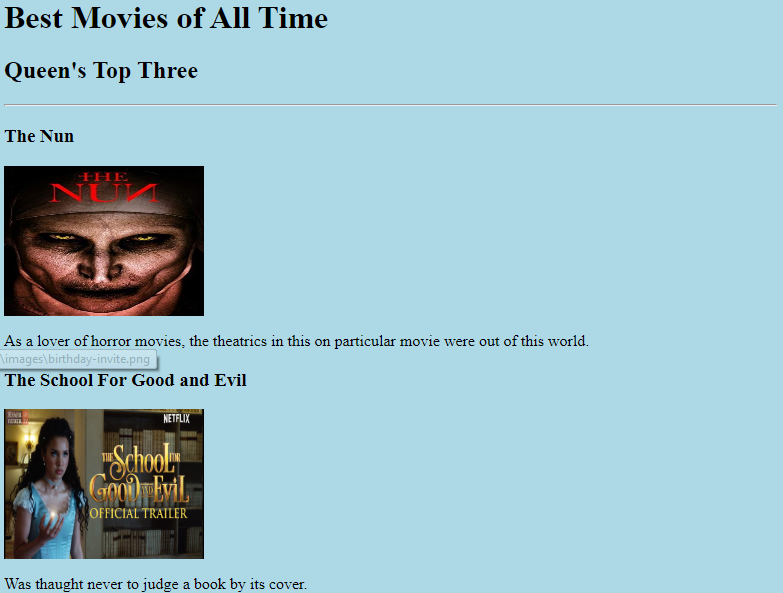 Best Movies of All Time
Queen's Top Three
The Nun
THE
NUN
As a lover of horror movies, the theatrics in this on particular movie were out of this world.
\images\birthday-invite.png
The School For Good and Evil
NETFLIX
THE SCHOOL FOR
GOOD AND EVIL
OFFICIAL TRAILER
Was thaught never to judge a book by its cover.